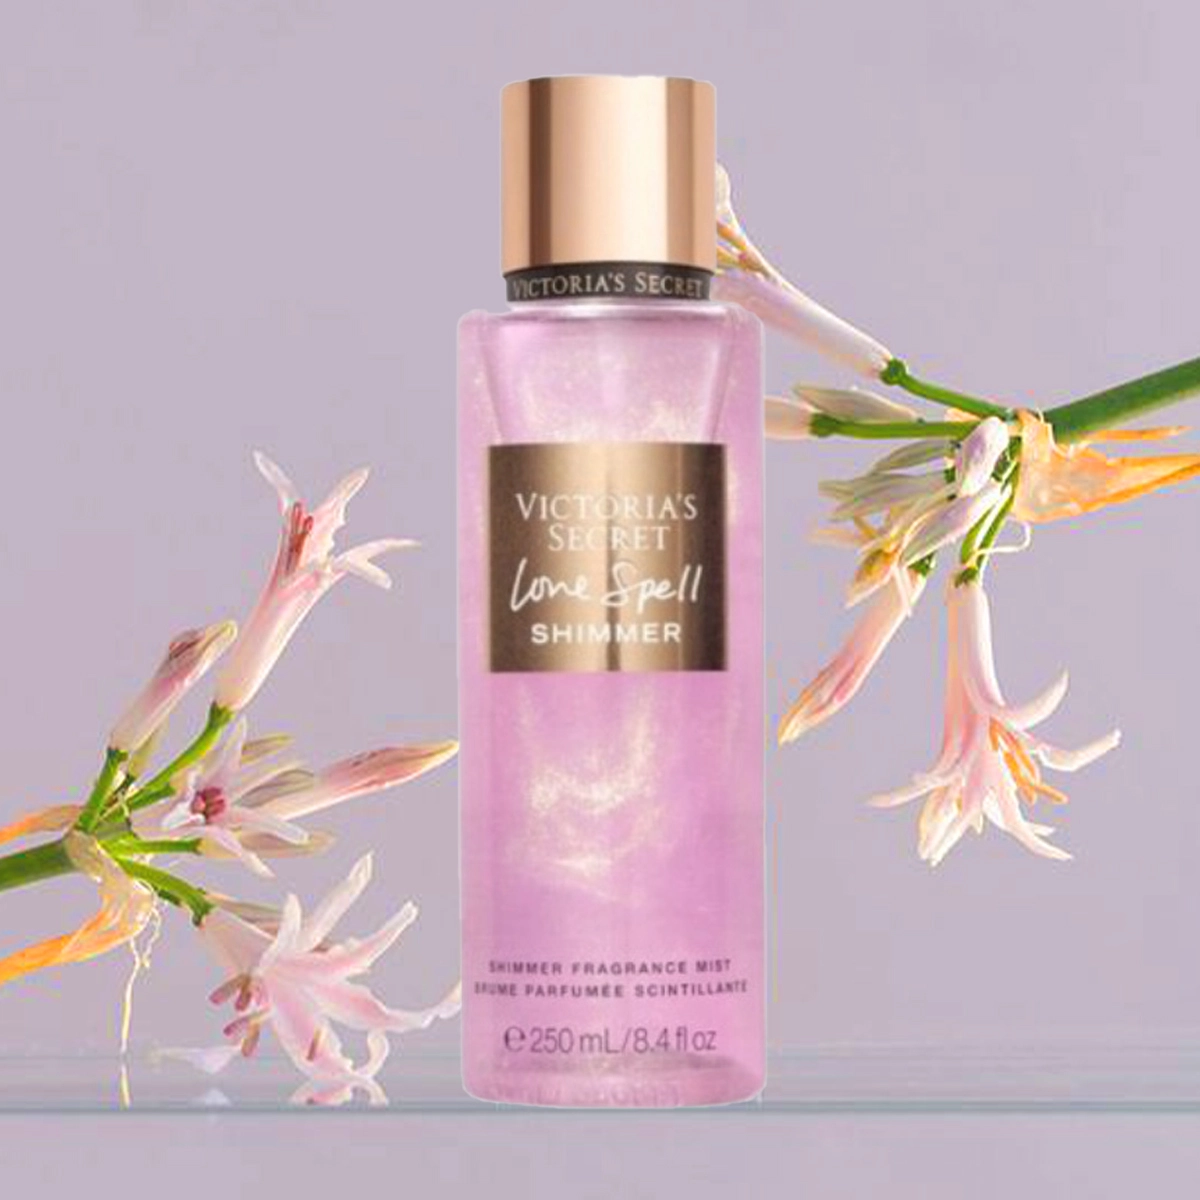 VICTORIA'S SECRET
VICTORIA'S
SECRET
Love Spell
SHIMMER
SHIMMER FRAGRANCE MIST
BRUME PARFUMÉE SCINTILLANTE
℮ 250 mL/8.4 fl oz